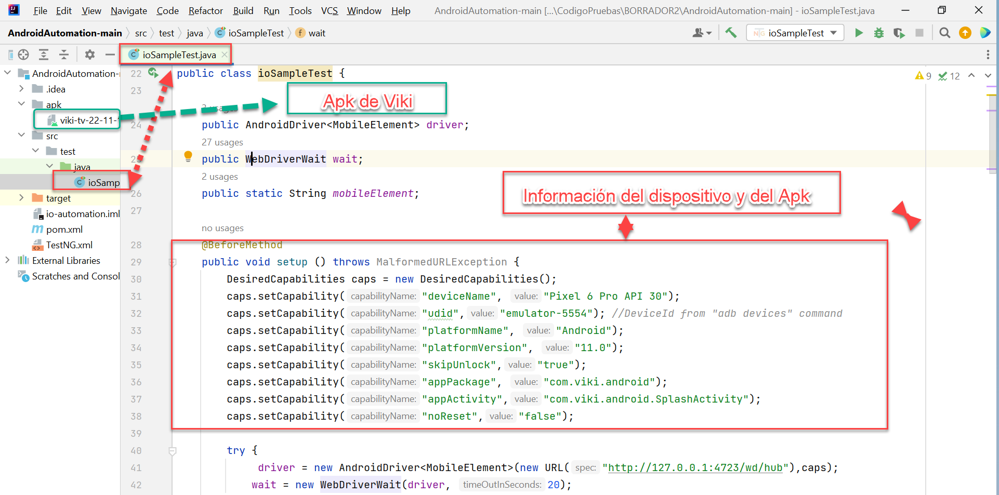 File Edit View Navigate Code Refactor Build Run Tools VCS Window Help AndroidAutomation-main [...\CodigoPruebas\BORRADOR2\AndroidAutomation-main] - ioSampleTest.java
AndroidAutomation-main src test java ioSampleTest wait ioSampleTest
ioSampleTest.java
AndroidAutomation-
.idea
apk
viki-tv-22-11-
src
test
java
ioSamp
target
io-automation.iml
pom.xml
TestNG.xml
External Libraries
Scratches and Consol
22 public class ioSampleTest {
9 12
23
Apk de Viki
2 usages
24 public AndroidDriver<MobileElement> driver;
27 usages
25 public WebDriverWait wait;
2 usages
26 public static String mobileElement;
Información del dispositivo y del Apk
27
no usages
28 @BeforeMethod
29 public void setup () throws MalformedURLException {
30 DesiredCapabilities caps = new DesiredCapabilities();
31 caps.setCapability( capabilityName: "deviceName", value: "Pixel 6 Pro API 30");
32 caps.setCapability( capabilityName: "udid", value: "emulator-5554"); //DeviceId from "adb devices" command
33 caps.setCapability( capabilityName: "platformName", value: "Android");
34 caps.setCapability( capabilityName: "platformVersion", value: "11.0");
35 caps.setCapability( capabilityName: "skipUnlock", value: "true");
36 caps.setCapability( capabilityName: "appPackage", value: "com.viki.android");
37 caps.setCapability( capabilityName: "appActivity", value: "com.viki.android.SplashActivity");
38 caps.setCapability( capabilityName: "noReset", value: "false");
39
40 try {
41 driver = new AndroidDriver<MobileElement>(new URL( spec: "http://127.0.0.1:4723/wd/hub"),caps);
42 wait = new WebDriverWait(driver, timeOutInSeconds: 20);